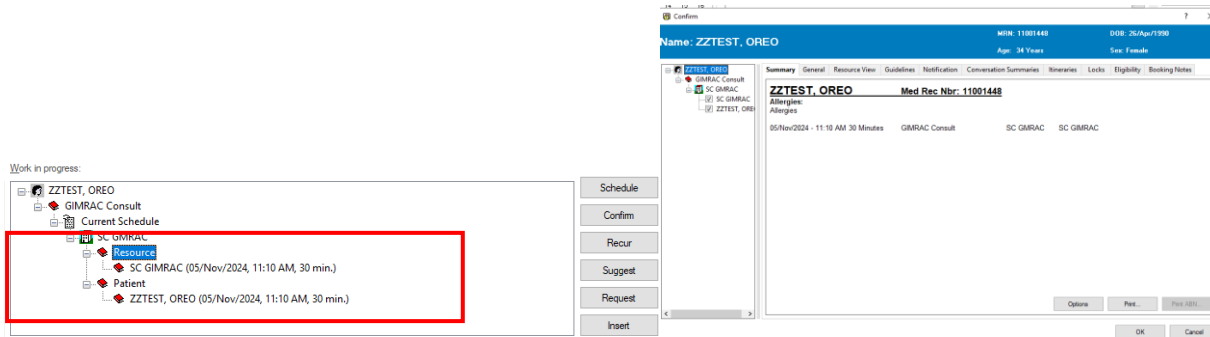 Work in progress:
ZZTEST, OREO
GIMRAC Consult
Current Schedule
SC GMRAC
Resource
SC GIMRAC (05/Nov/2024, 11:10 AM, 30 min.)
Patient
ZZTEST, OREO (05/Nov/2024, 11:10 AM, 30 min.)
Schedule
Confirm
Recur
Suggest
Request
Insert
Confirm
?
Name: ZZTEST, OREO
MRN: 11001448
DOB: 26/Apr/1990
Age: 34 Years
Sex: Female
ZZTEST, OREO
GIMRAC Consult
SC GMRAC
SC GIMRAC
ZZTEST, ORE
Summary General Resource View Guidelines Notification Conversation Summaries Itineraries Locks Eligibility Booking Notes
ZZTEST, OREO Med Rec Nbr: 11001448
Allergies:
Allergies
05/Nov/2024 - 11:10 AM 30 Minutes GIMRAC Consult SC GMRAC SC GIMRAC
Options Print... Print ABN...
OK Cancel